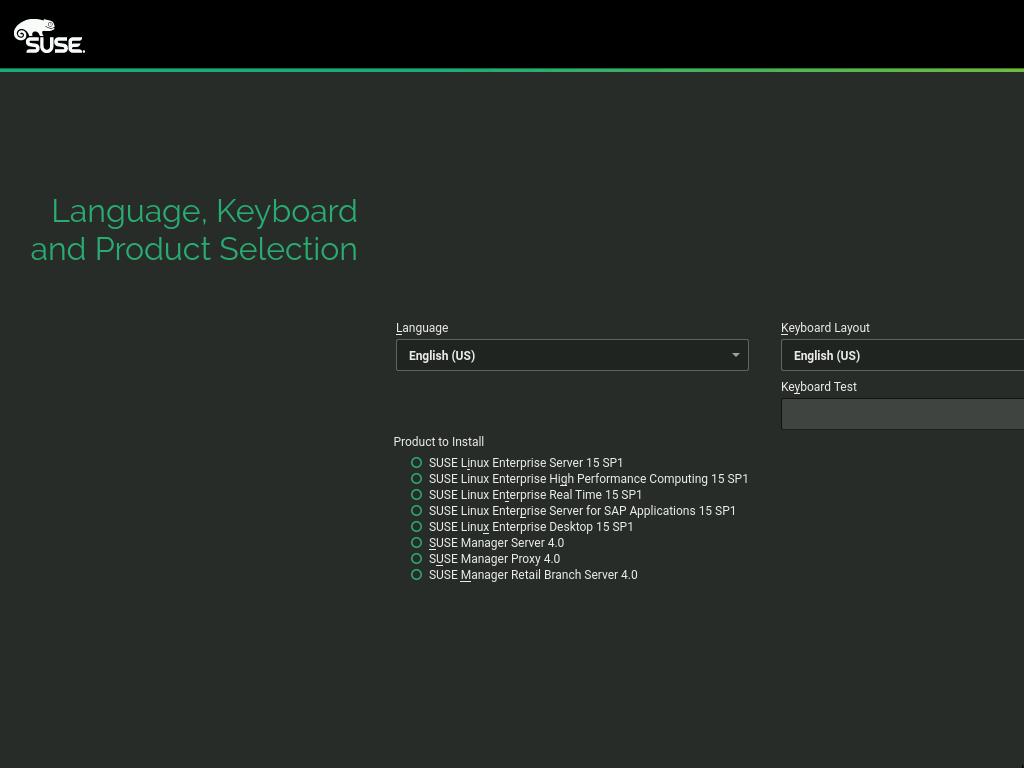 SUSE.
Language, Keyboard
and Product Selection
Language
Keyboard Layout
English (US)
English (US)
Keyboard Test
Product to Install
SUSE Linux Enterprise Server 15 SP1
SUSE Linux Enterprise High Performance Computing 15 SP1
SUSE Linux Enterprise Real Time 15 SP1
SUSE Linux Enterprise Server for SAP Applications 15 SP1
SUSE Linux Enterprise Desktop 15 SP1
SUSE Manager Server 4.0
SUSE Manager Proxy 4.0
SUSE Manager Retail Branch Server 4.0